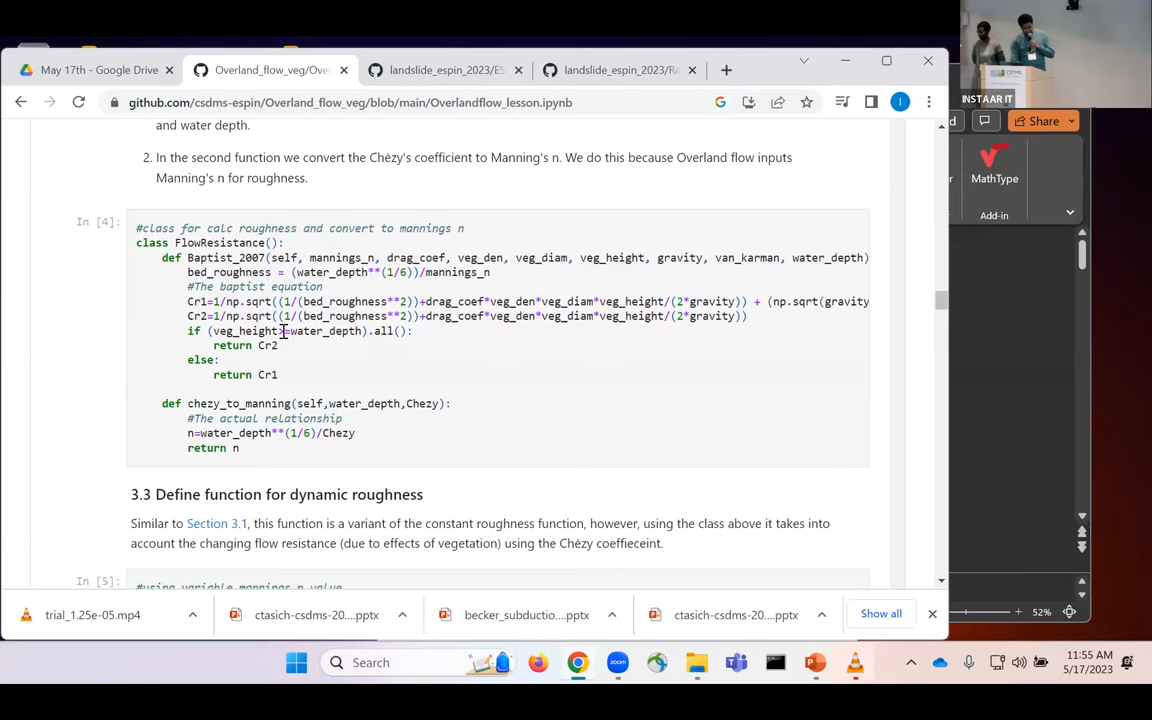 May 17th - Google Drive
Overland_flow_veg/Ove
landslide_espin_2023/ES
landslide_espin_2023/R
github.com/csdms-espin/Overland_flow_veg/blob/main/Overlandflow_lesson.ipynb
INSTAAR IT
Share
MathType
Add-in
and water depth.
2. In the second function we convert the Chèzy's coefficient to Manning's n. We do this because Overland flow inputs
Manning's n for roughness.
In [4]:
#class for calc roughness and convert to mannings n
class FlowResistance():
def Baptist_2007(self, mannings_n, drag_coef, veg_den, veg_diam, veg_height, gravity, van_karman, water_depth)
bed_roughness = (water_depth**(1/6))/mannings_n
#The baptist equation
Cr1=1/np.sqrt((1/(bed_roughness**2))+drag_coef*veg_den*veg_diam*veg_height/(2*gravity)) + (np.sqrt(gravity
Cr2=1/np.sqrt((1/(bed_roughness**2))+drag_coef*veg_den*veg_diam*veg_height/(2*gravity))
if (veg_height>=water_depth).all():
return Cr2
else:
return Cr1
def chezy_to_manning(self,water_depth,Chezy):
#The actual relationship
n=water_depth**(1/6)/Chezy
return n
3.3 Define function for dynamic roughness
Similar to Section 3.1, this function is a variant of the constant roughness function, however, using the class above it takes into
account the changing flow resistance (due to effects of vegetation) using the Chèzy coeffieceint.
In [5]:
#using variable mannings n value
trial_1.25e-05.mp4
ctasich-csdms-20....pptx
becker_subductio....pptx
ctasich-csdms-20....pptx
Show all
52%
Search
11:55 AM
5/17/2023